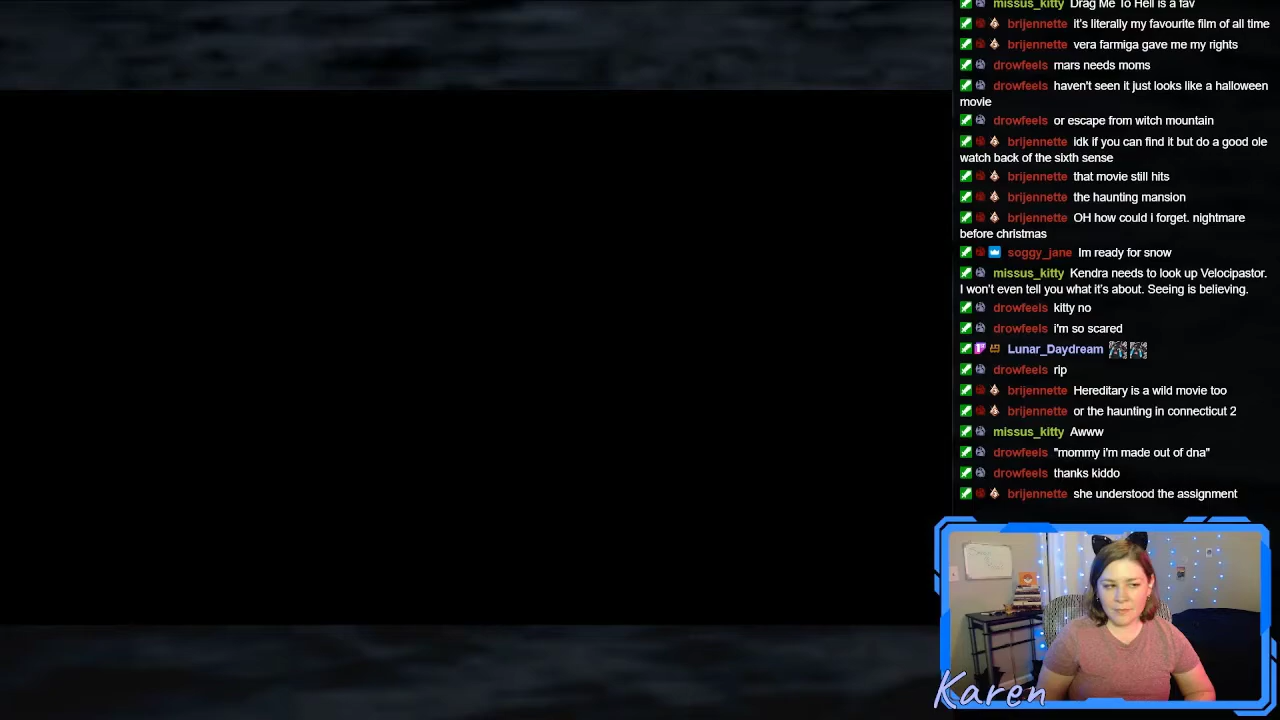 missus_kitty Drag Me To Hell is a fav
brijennette it's literally my favourite film of all time
brijennette vera farmiga gave me my rights
drowfeels mars needs moms
drowfeels haven't seen it just looks like a halloween
movie
drowfeels or escape from witch mountain
brijennette idk if you can find it but do a good ole
watch back of the sixth sense
brijennette that movie still hits
brijennette the haunting mansion
brijennette OH how could i forget. nightmare
before christmas
soggy_jane Im ready for snow
missus_kitty Kendra needs to look up Velocipastor.
I won't even tell you what it's about. Seeing is believing.
drowfeels kitty no
drowfeels i'm so scared
Lunar_Daydream
drowfeels rip
brijennette Hereditary is a wild movie too
brijennette or the haunting in connecticut 2
missus_kitty Awww
drowfeels "mommy i'm made out of dna"
drowfeels thanks kiddo
brijennette she understood the assignment
Karen